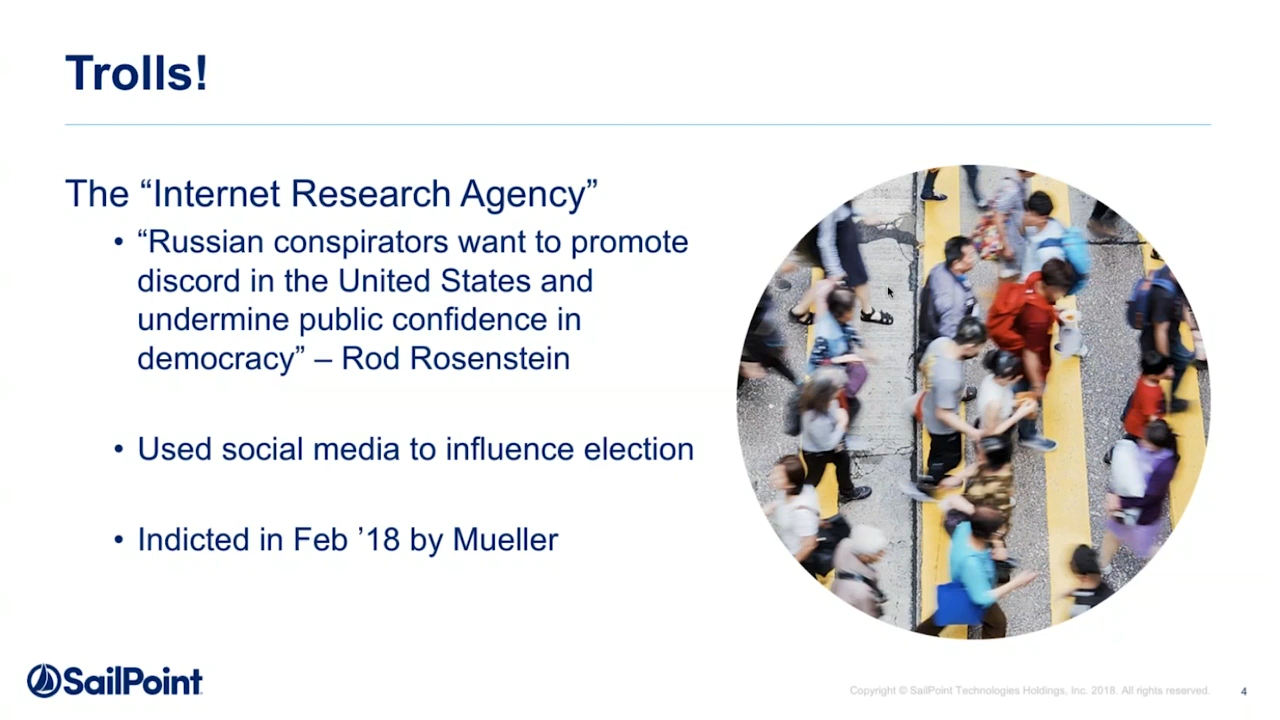 Trolls!
The “Internet Research Agency”
• “Russian conspirators want to promote
discord in the United States and
undermine public confidence in
democracy” – Rod Rosenstein
• Used social media to influence election
• Indicted in Feb ’18 by Mueller
SailPoint
Copyright © SailPoint Technologies Holdings, Inc. 2018. All rights reserved.
4